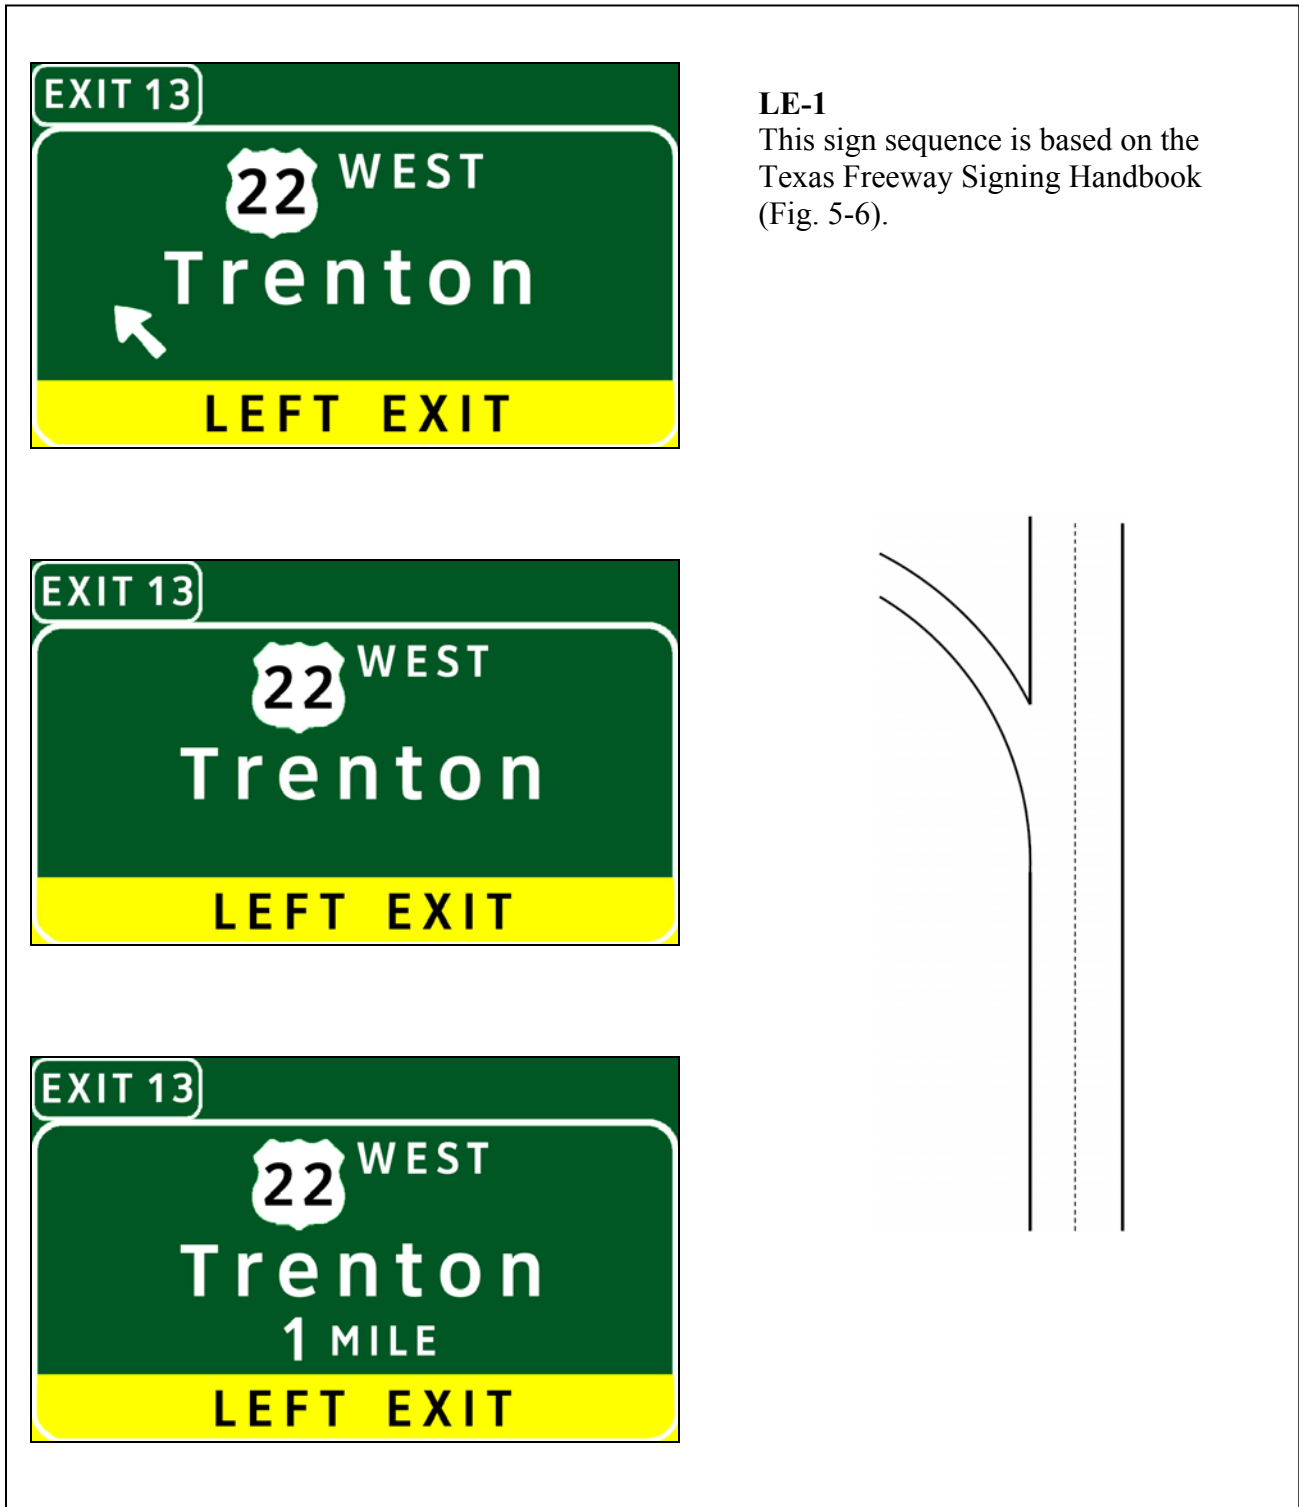 EXIT 13
22 WEST
Trenton
LEFT EXIT
LE-1
This sign sequence is based on the
Texas Freeway Signing Handbook
(Fig. 5-6).
EXIT 13
22 WEST
Trenton
LEFT EXIT
EXIT 13
22 WEST
Trenton
1 MILE
LEFT EXIT